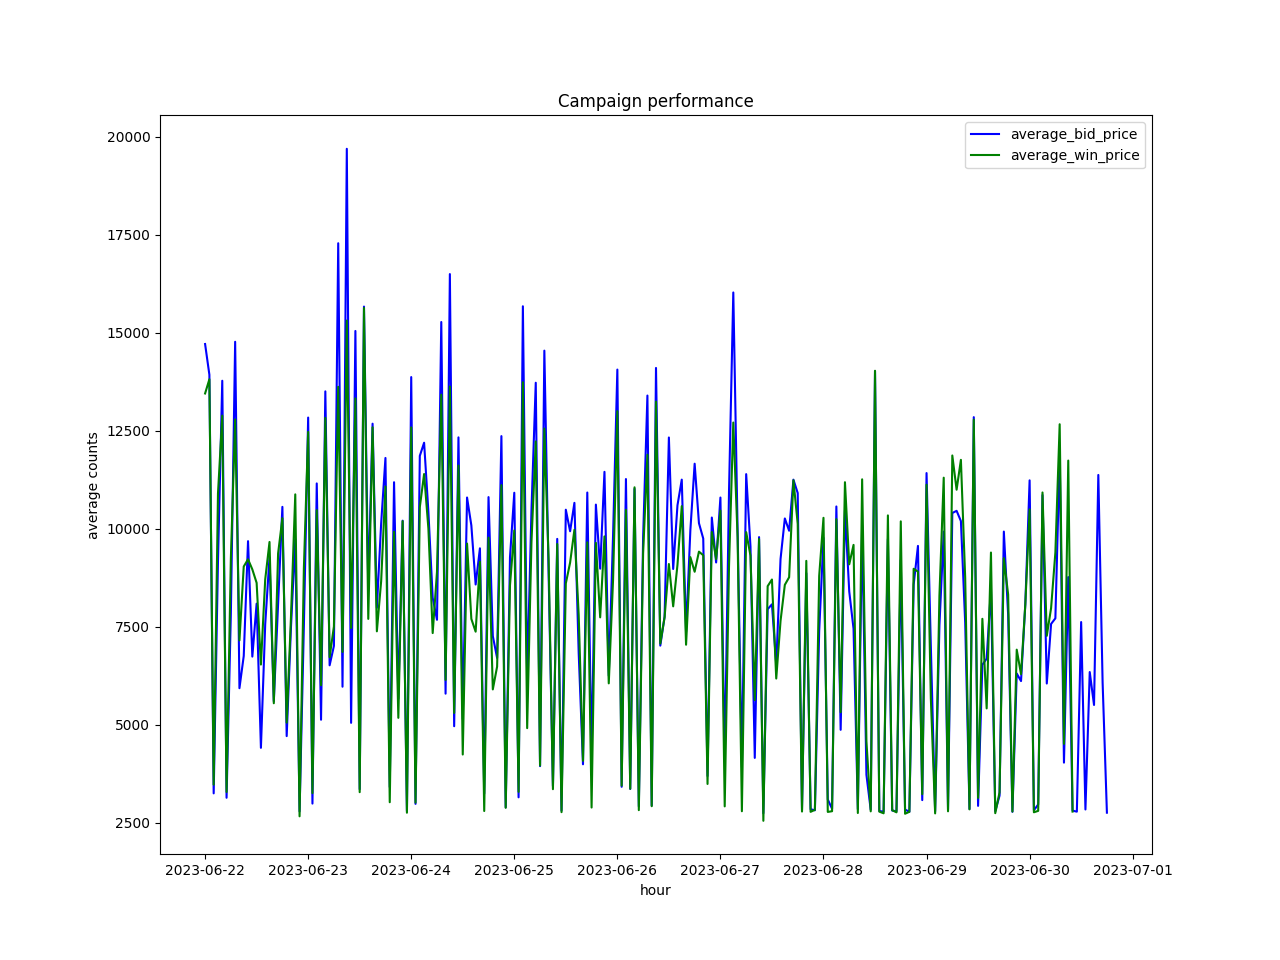 Campaign performance
average_bid_price
average_win_price
20000
17500
15000
12500
10000
7500
5000
2500
average counts
2023-06-22 2023-06-23 2023-06-24 2023-06-25 2023-06-26 2023-06-27 2023-06-28 2023-06-29 2023-06-30 2023-07-01
hour